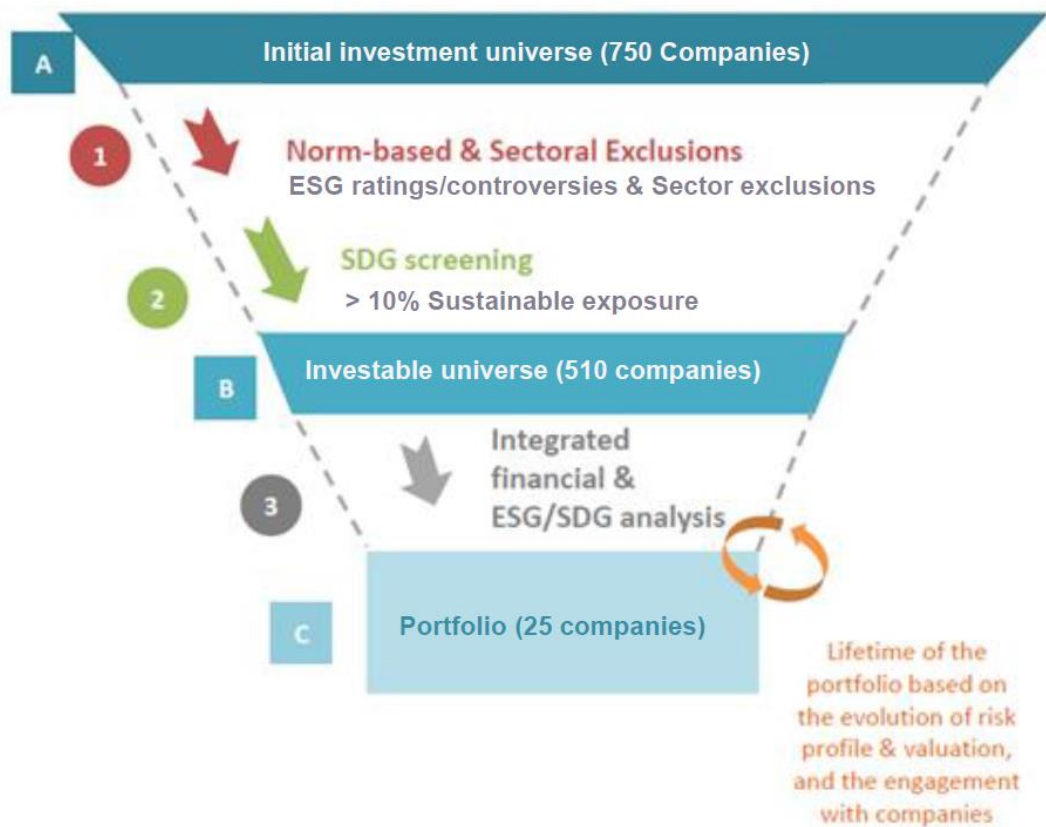 A
Initial investment universe (750 Companies)
1
Norm-based & Sectoral Exclusions
ESG ratings/controversies & Sector exclusions
2
SDG screening
> 10% Sustainable exposure
B
Investable universe (510 companies)
3
Integrated
financial &
ESG/SDG analysis
C
Portfolio (25 companies)
Lifetime of the
portfolio based on
the evolution of risk
profile & valuation,
and the engagement
with companies